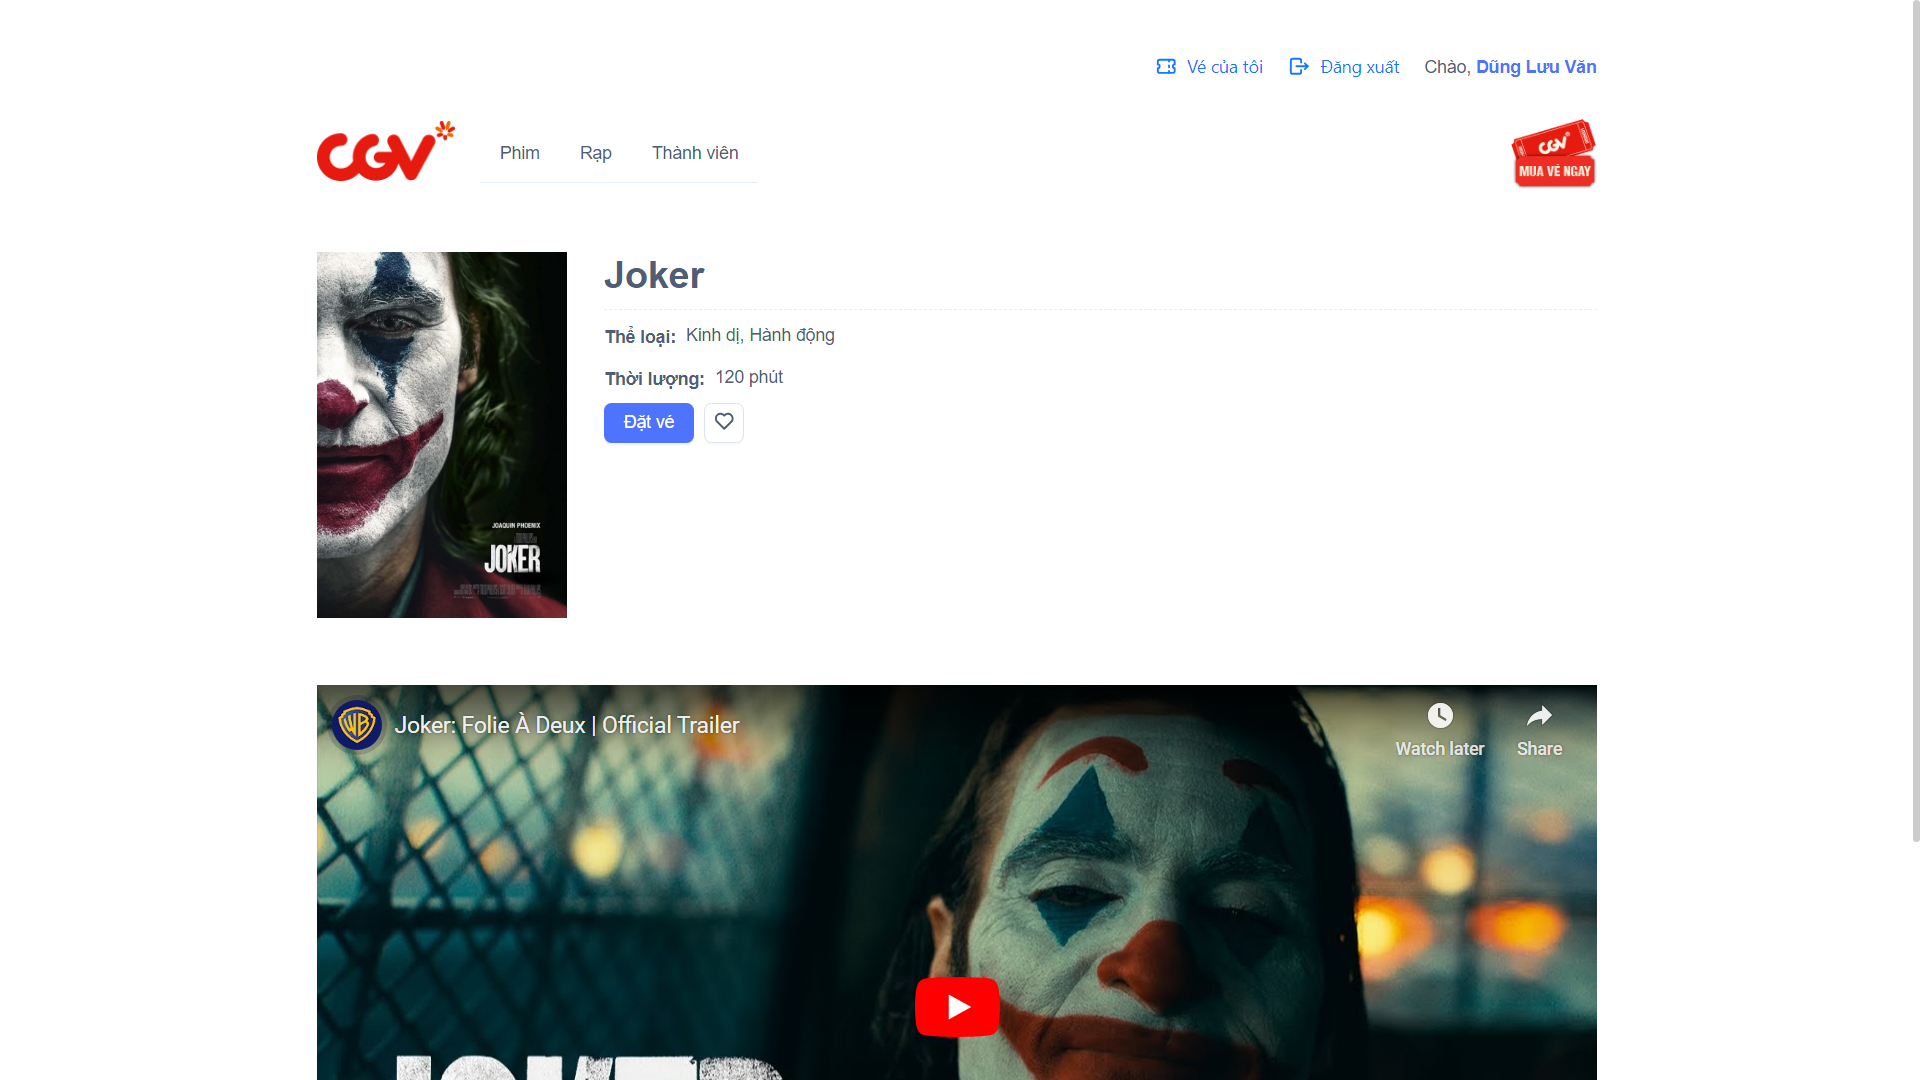 Vé của tôi Đăng xuất Chào, Dũng Lưu Văn
CGV
Phim Rạp Thành viên
CGV
MUA VÉ NGAY
Joker
Thể loại: Kinh dị, Hành động
Thời lượng: 120 phút
Đặt vé
JOAQUIN PHOENIX
JOKER
WB
Joker: Folie À Deux | Official Trailer
Watch later Share
JOKER